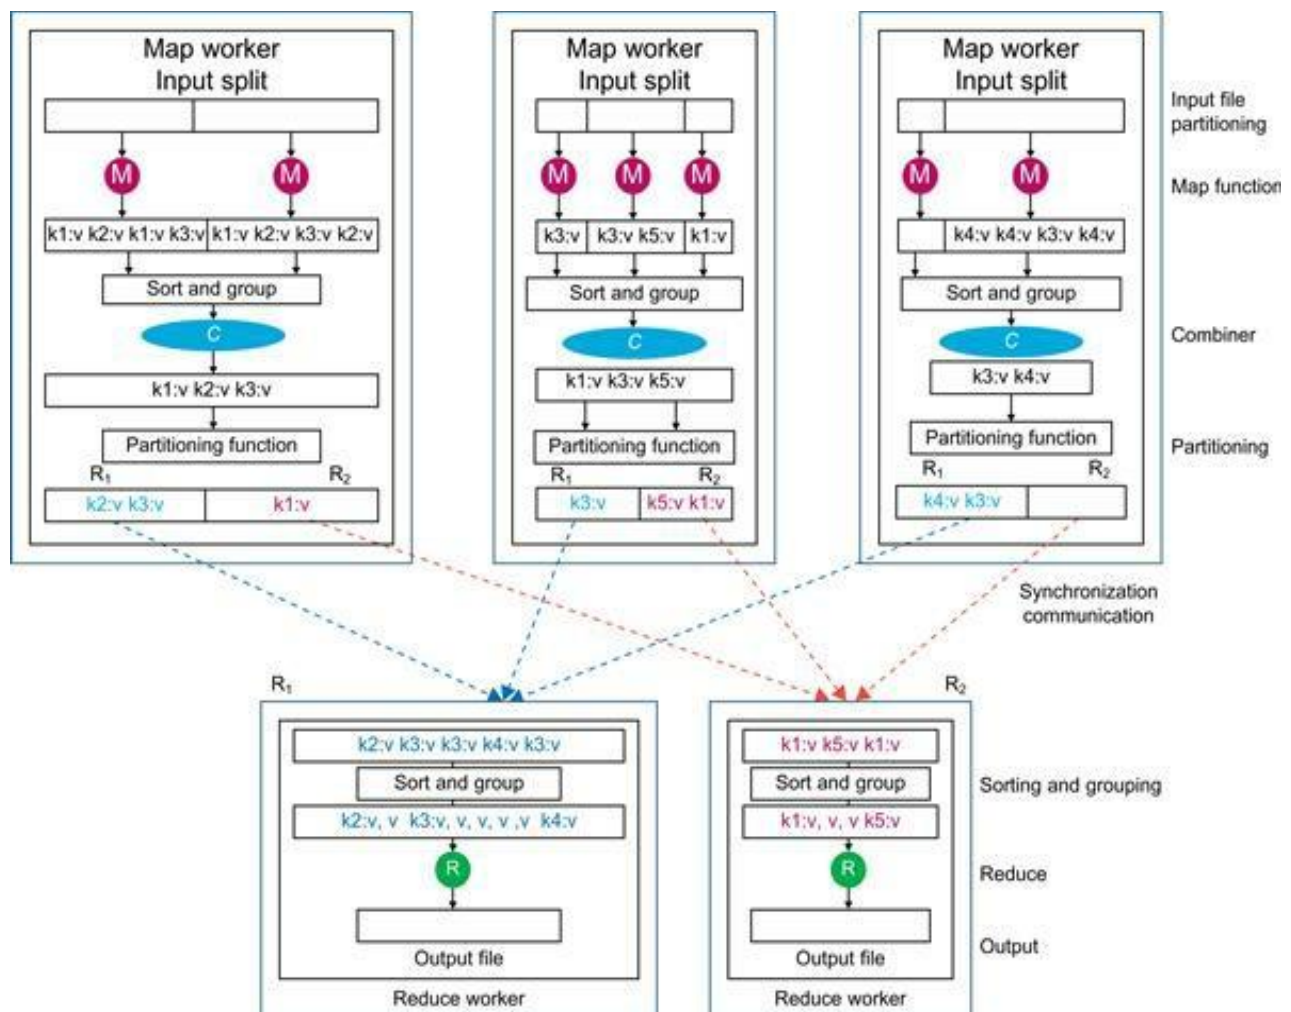 Map worker
Input split
Map worker
Input split
Map worker
Input split
Input file
partitioning
M
M
M
M
M
M
M
Map function
k1:v k2:v k1:v k3:v
k1:v k2:v k3:v k2:v
k3:v
k3:v k5:v
k1:v
k4:v k4:v k3:v k4:v
Sort and group
Sort and group
Sort and group
C
C
C
Combiner
k1:v k2:v k3:v
k1:v k3:v k5:v
k3:v k4:v
Partitioning function
Partitioning function
Partitioning function
Partitioning
R1
R2
R1
R2
R1
R2
k2:v k3:v
k1:v
k3:v
k5:v k1:v
k4:v k3:v
Synchronization
communication
R1
R2
k2:v k3:v k3:v k4:v k3:v
k1:v k5:v k1:v
Sort and group
Sort and group
Sorting and grouping
k2:v, v k3:v, v, v, v ,v k4:v
k1:v, v, v k5:v
R
R
Reduce
Output
Output file
Output file
Reduce worker
Reduce worker